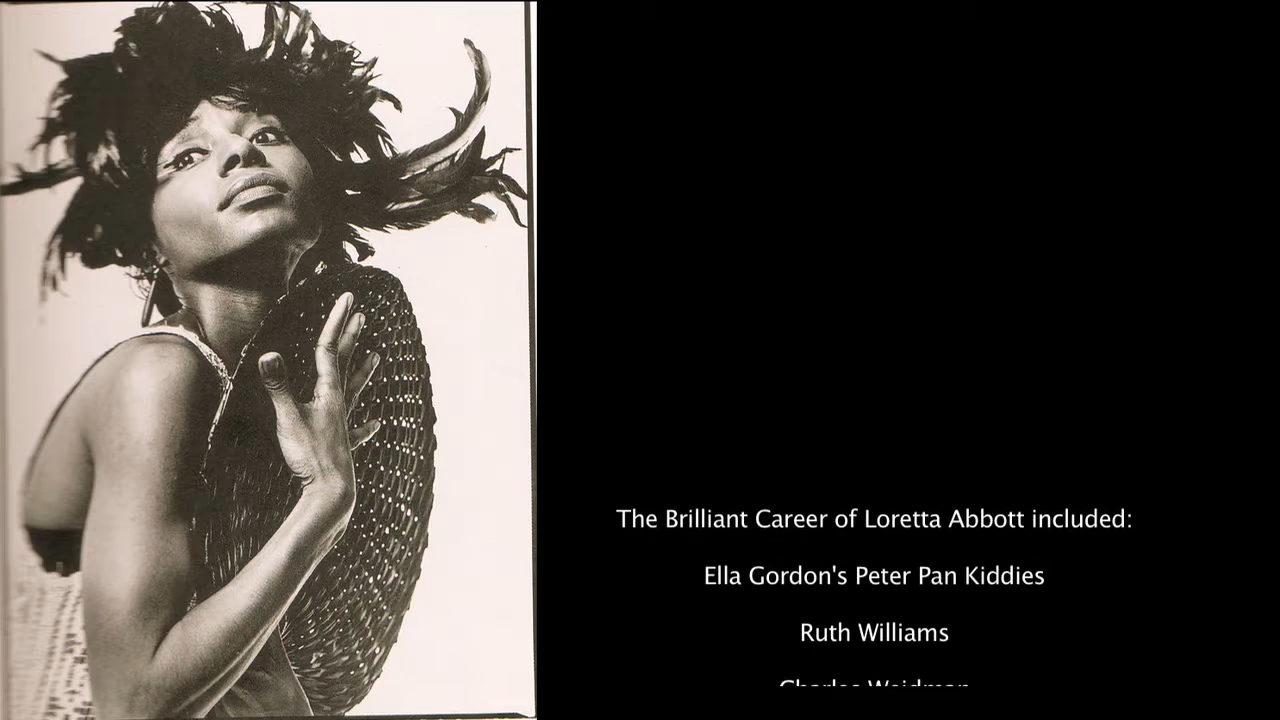 The Brilliant Career of Loretta Abbott included:
Ella Gordon's Peter Pan Kiddies
Ruth Williams